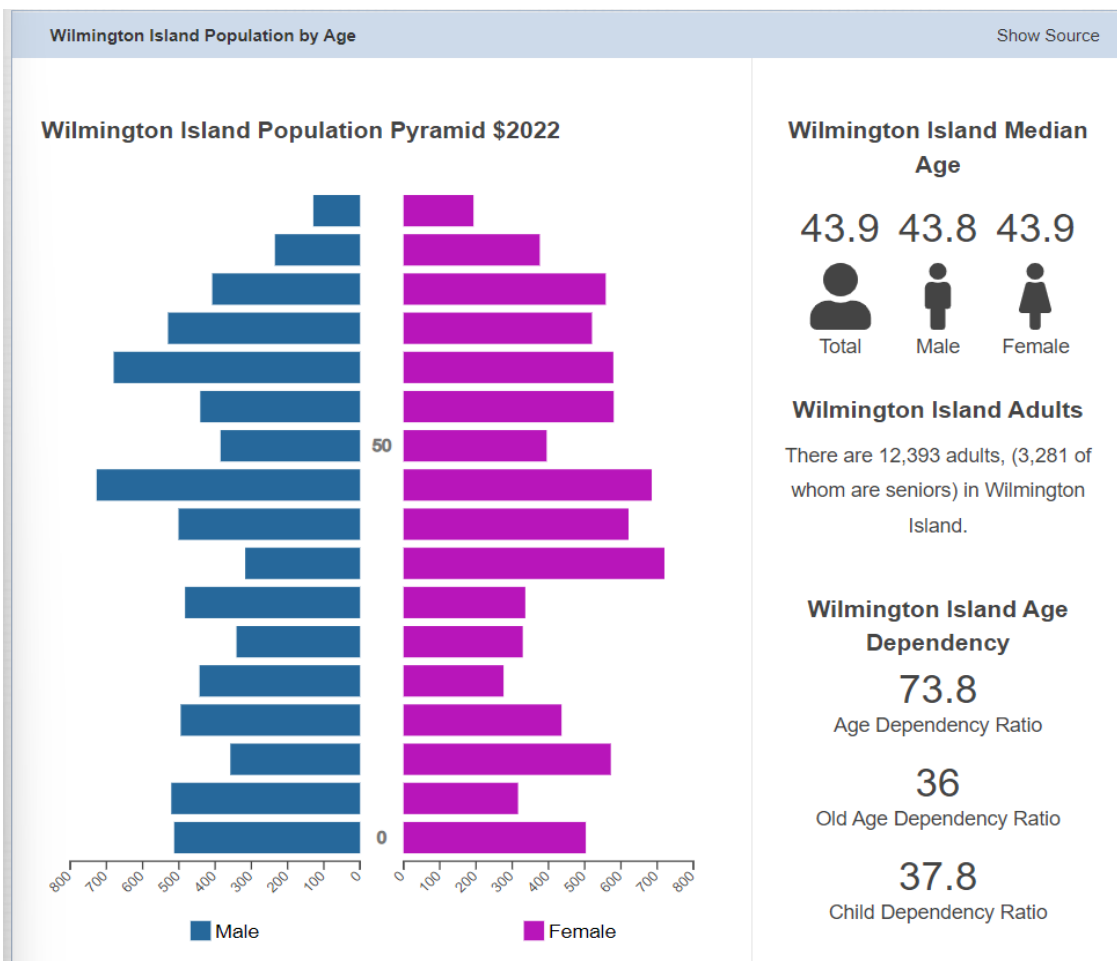 Wilmington Island Population by Age
Show Source
Wilmington Island Population Pyramid $2022
50
0
800 700 600 500 400 300 200 100 0
0 100 200 300 400 500 600 700 800
Male
Female
Wilmington Island Median
Age
43.9 43.8 43.9
Total Male Female
Wilmington Island Adults
There are 12,393 adults, (3,281 of
whom are seniors) in Wilmington
Island.
Wilmington Island Age
Dependency
73.8
Age Dependency Ratio
36
Old Age Dependency Ratio
37.8
Child Dependency Ratio